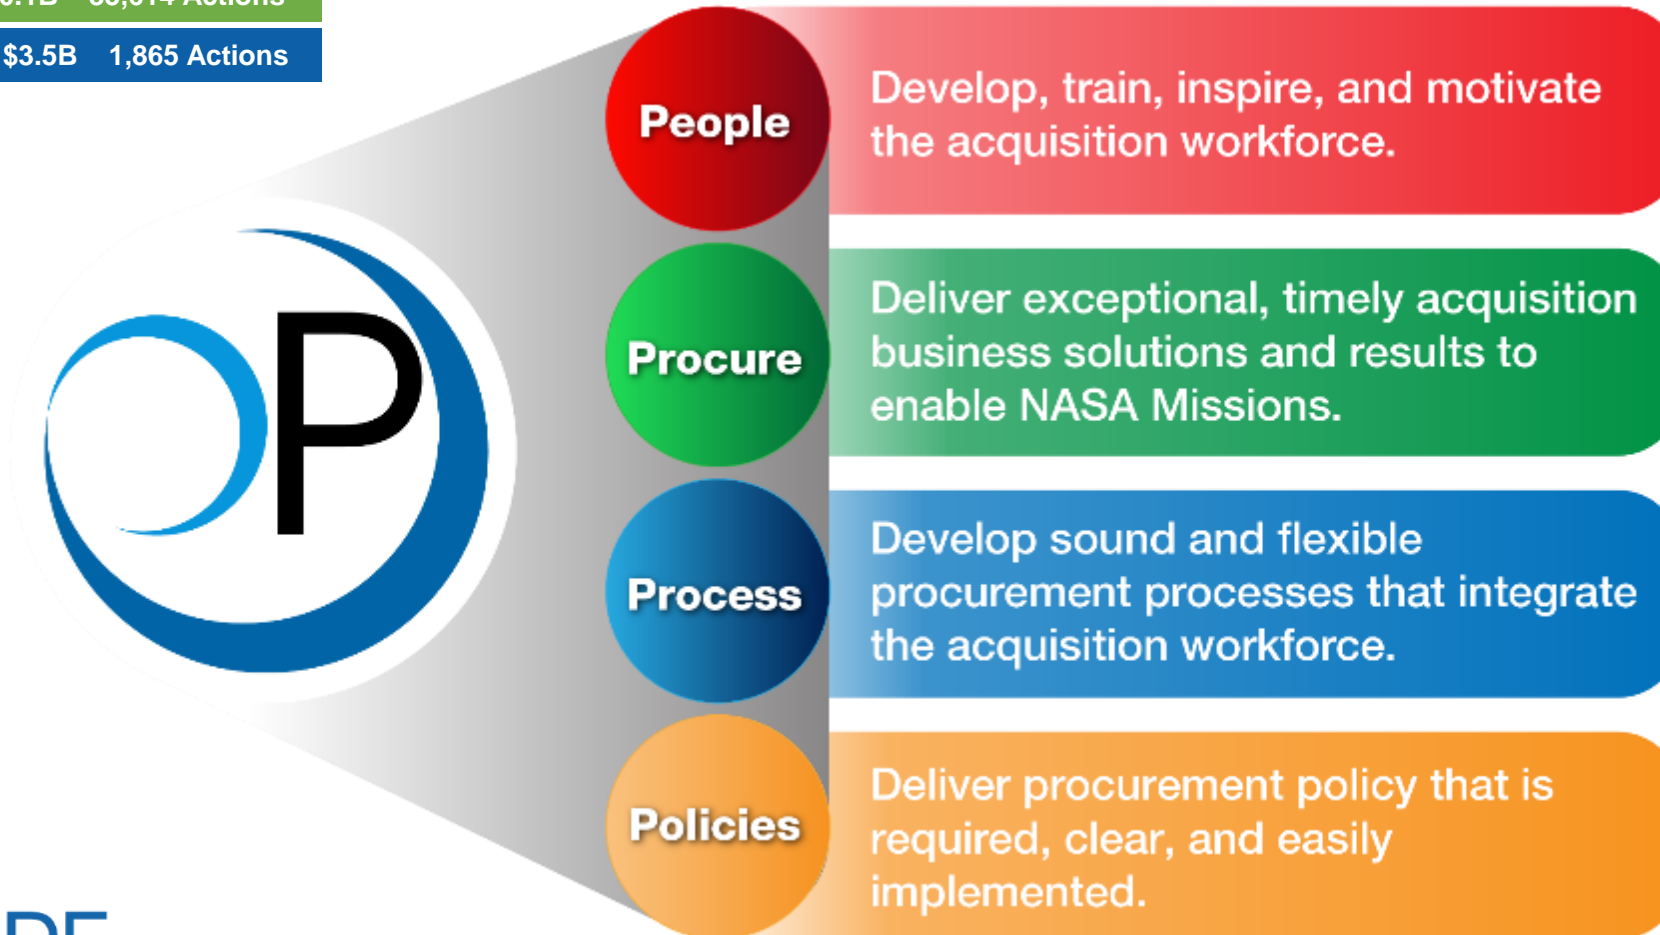 $3.5B 1,865 Actions
People
Develop, train, inspire, and motivate
the acquisition workforce.
OP
Procure
Deliver exceptional, timely acquisition
business solutions and results to
enable NASA Missions.
Process
Develop sound and flexible
procurement processes that integrate
the acquisition workforce.
Policies
Deliver procurement policy that is
required, clear, and easily
implemented.